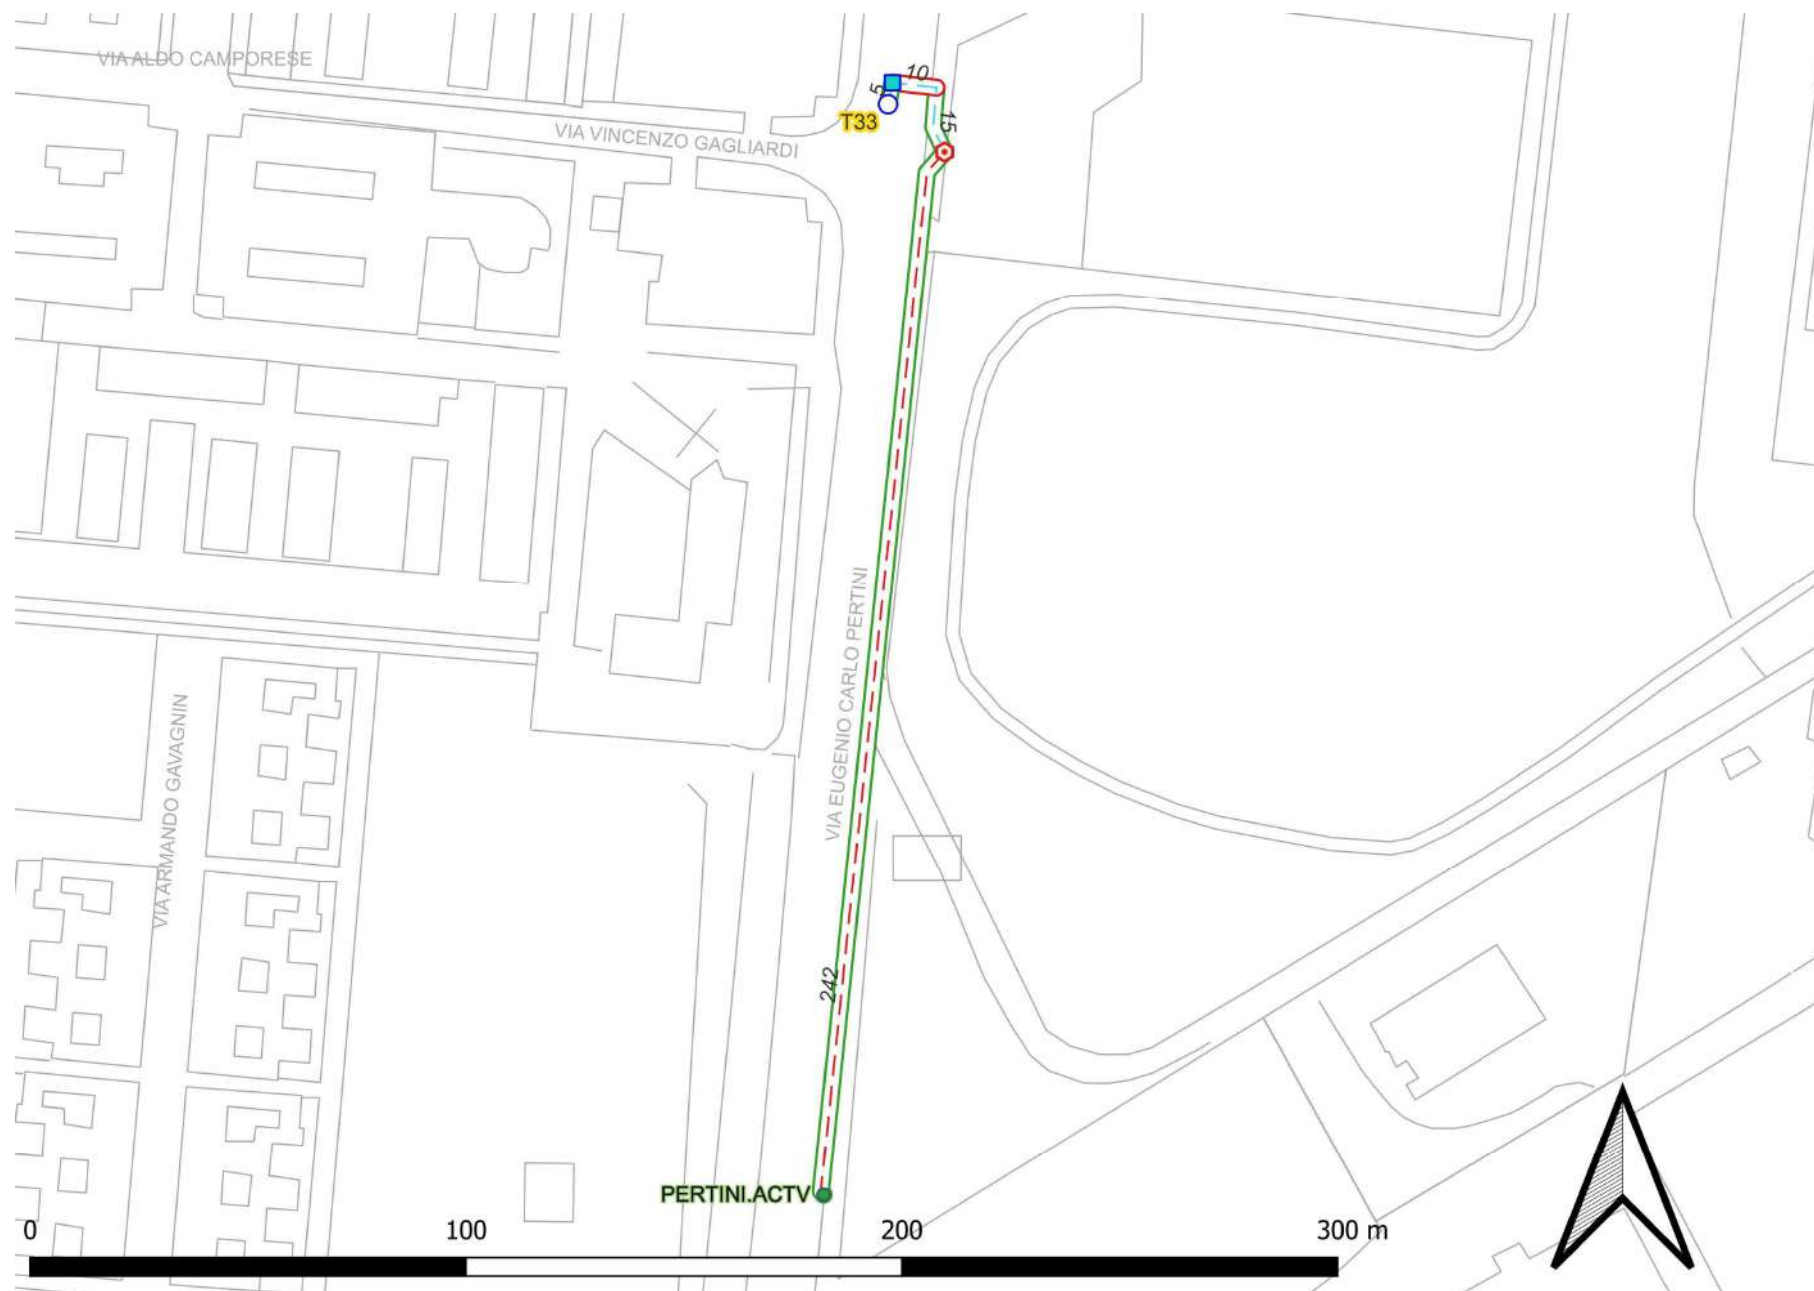 VIA ALDO CAMPORESE
10
5
T33
15
VIA VINCENZO GAGLIARDI
VIA EUGENIO CARLO PERTINI
VIA ARMANDO GAVAGNIN
242
PERTINI.ACTV
0 100 200 300 m